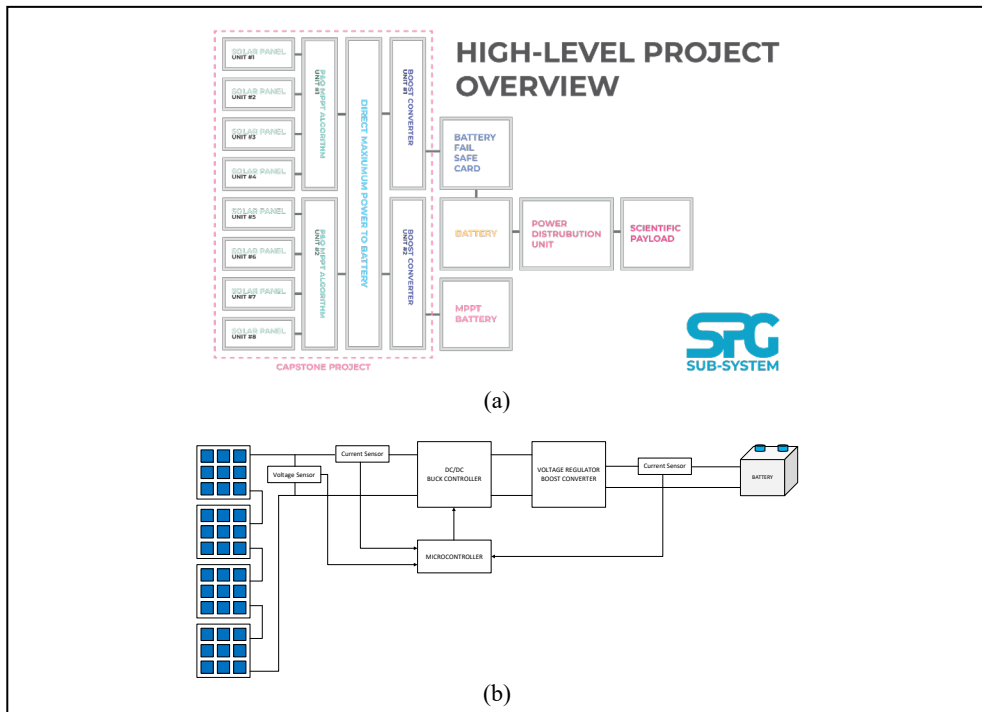 HIGH-LEVEL PROJECT
OVERVIEW
SOLAR PANEL
UNIT #1
SOLAR PANEL
UNIT #2
SOLAR PANEL
UNIT #3
SOLAR PANEL
UNIT #4
SOLAR PANEL
UNIT #5
SOLAR PANEL
UNIT #6
SOLAR PANEL
UNIT #7
SOLAR PANEL
UNIT #8
P&O MPPT ALGORITHM
UNIT #1
P&O MPPT ALGORITHM
UNIT #2
DIRECT MAXIUMUM POWER TO BATTERY
BOOST CONVERTER
UNIT #1
BOOST CONVERTER
UNIT #2
BATTERY
FAIL
SAFE
CARD
BATTERY
POWER
DISTRUBUTION
UNIT
SCIENTIFIC
PAYLOAD
MPPT
BATTERY
CAPSTONE PROJECT
SPG
SUB-SYSTEM
(a)
Current Sensor
Voltage Sensor
DC/DC
BUCK CONTROLLER
VOLTAGE REGULATOR
BOOST CONVERTER
Current Sensor
BATTERY
MICROCONTROLLER
(b)